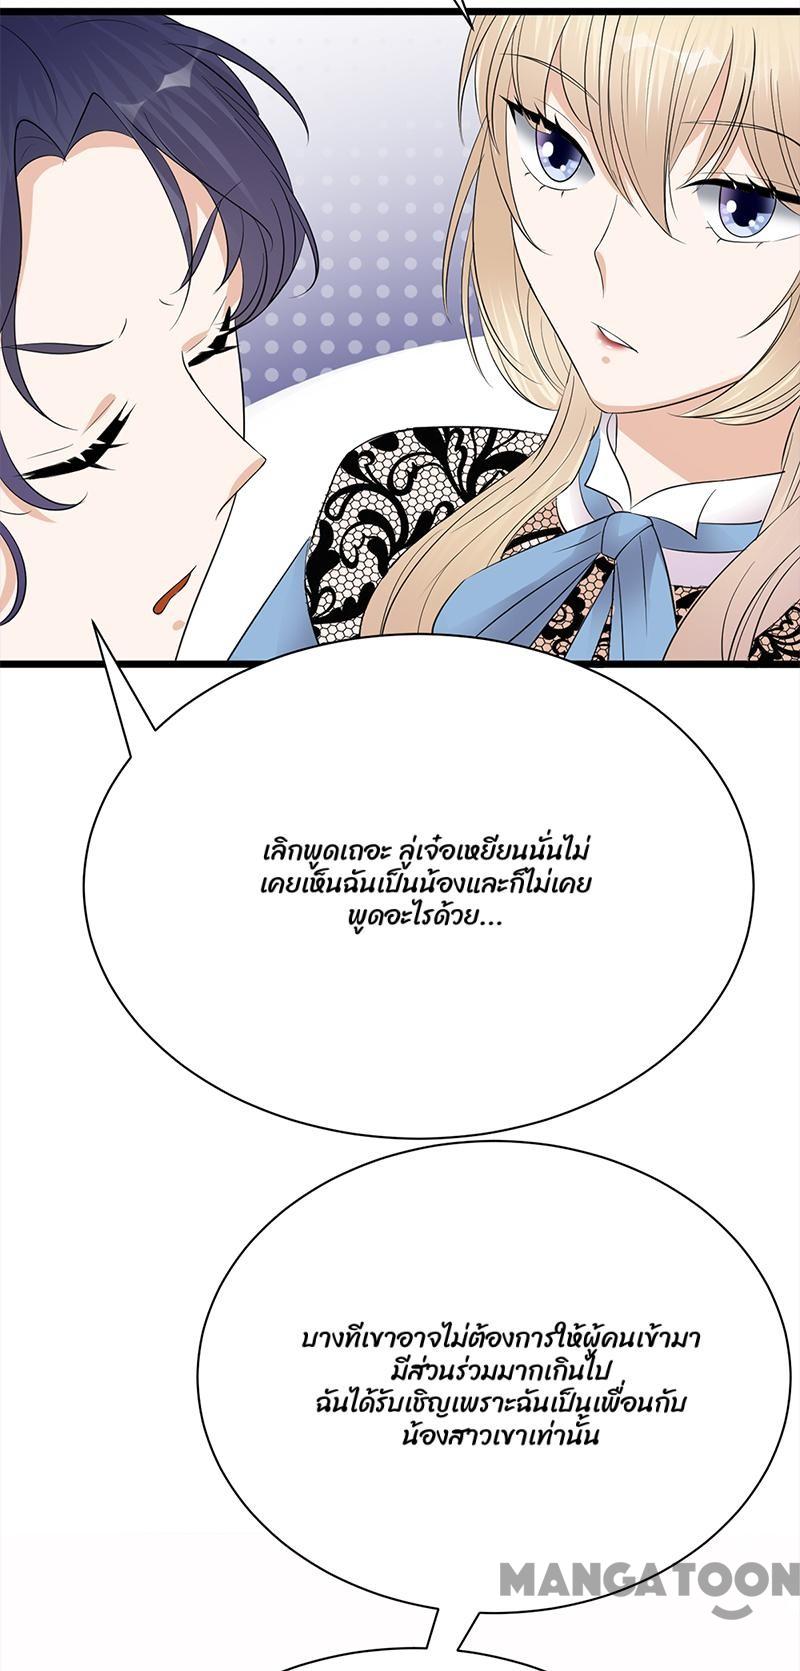 เลิกพูดเถอะ ลู่เจ๋อเหยียนนั่นไม่
เคยเห็นฉันเป็นน้องและก็ไม่เคย
พูดอะไรด้วย...
บางทีเขาอาจไม่ต้องการให้ผู้คนเข้ามา
มีส่วนร่วมมากเกินไป
ฉันได้รับเชิญเพราะฉันเป็นเพื่อนกับ
น้องสาวเขาเท่านั้น
MANGATOON